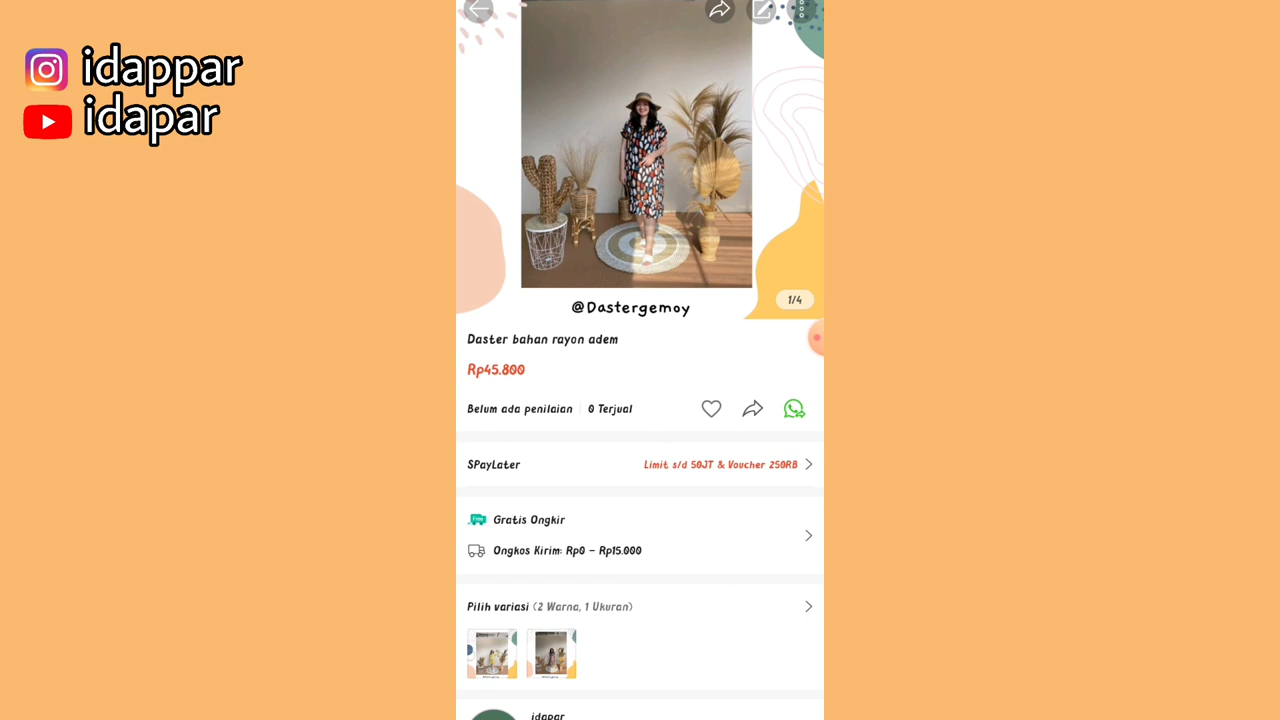 idappar
idapar
@Dastergemoy
1/4
Daster bahan rayon adem
Rp45.800
Belum ada penilaian
0 Terjual
SPayLater
Limit s/d 50JT & Voucher 250RB
Free
Gratis Ongkir
Ongkos Kirim: Rp0 - Rp15.000
Pilih variasi (2 Warna, 1 Ukuran)
idapar